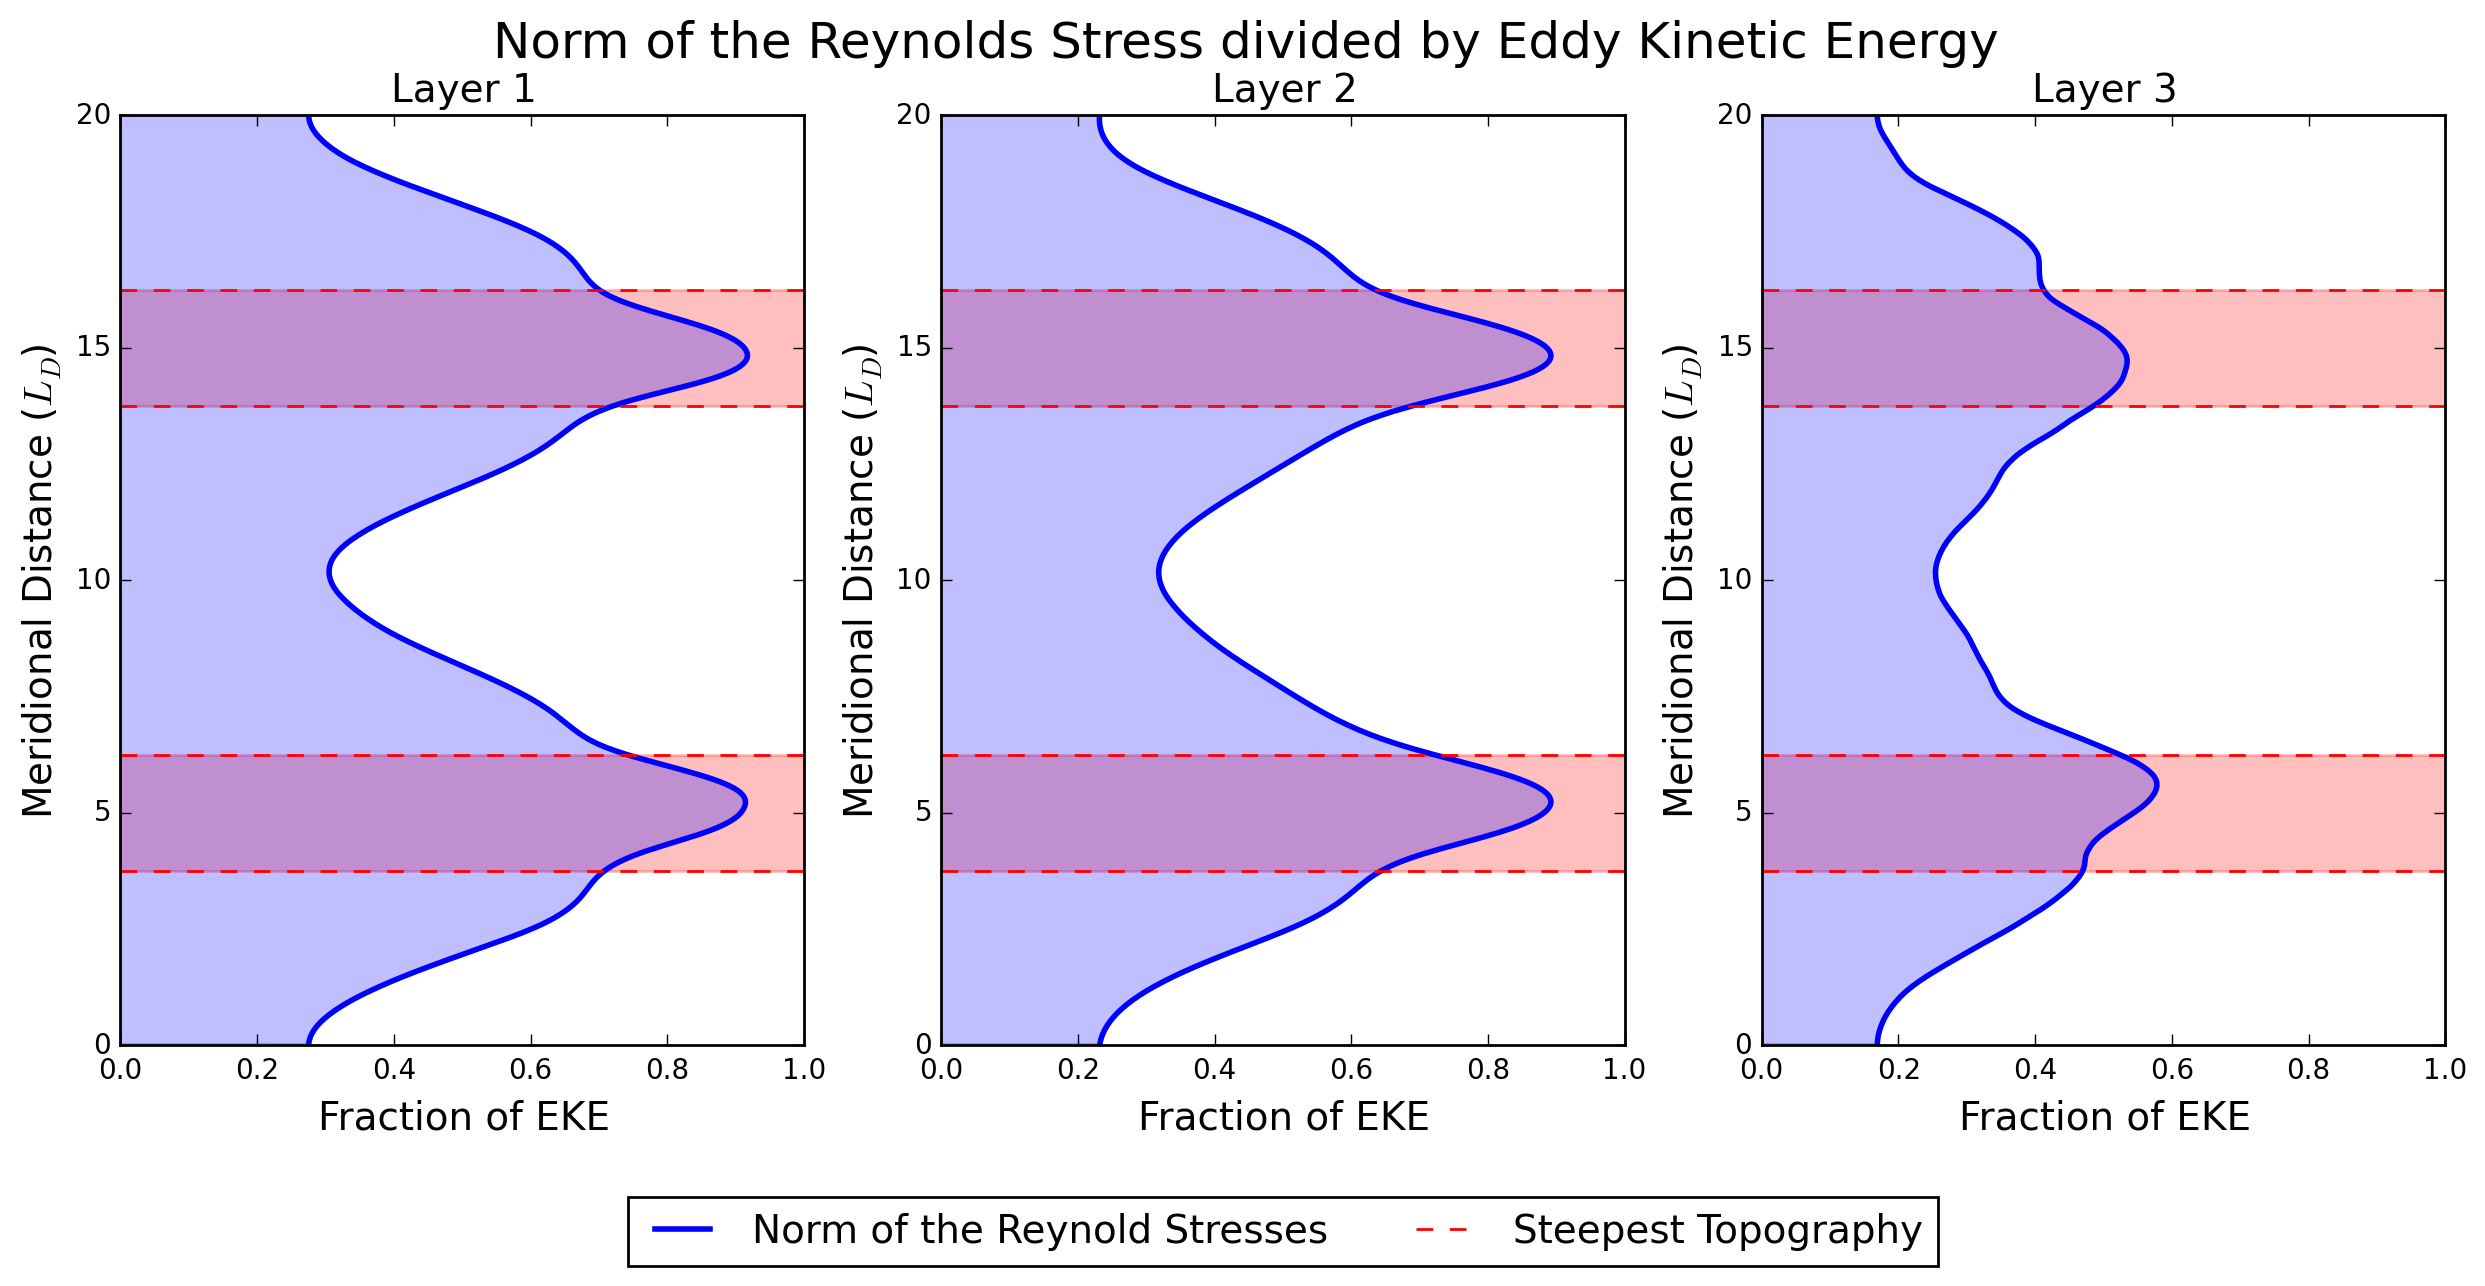 Norm of the Reynolds Stress divided by Eddy Kinetic Energy
Layer 1
Layer 2
Layer 3
Meridional Distance (L_D)
20
15
10
5
0
0.0 0.2 0.4 0.6 0.8 1.0
Fraction of EKE
Meridional Distance (L_D)
20
15
10
5
0
0.0 0.2 0.4 0.6 0.8 1.0
Fraction of EKE
Meridional Distance (L_D)
20
15
10
5
0
0.0 0.2 0.4 0.6 0.8 1.0
Fraction of EKE
Norm of the Reynold Stresses
Steepest Topography